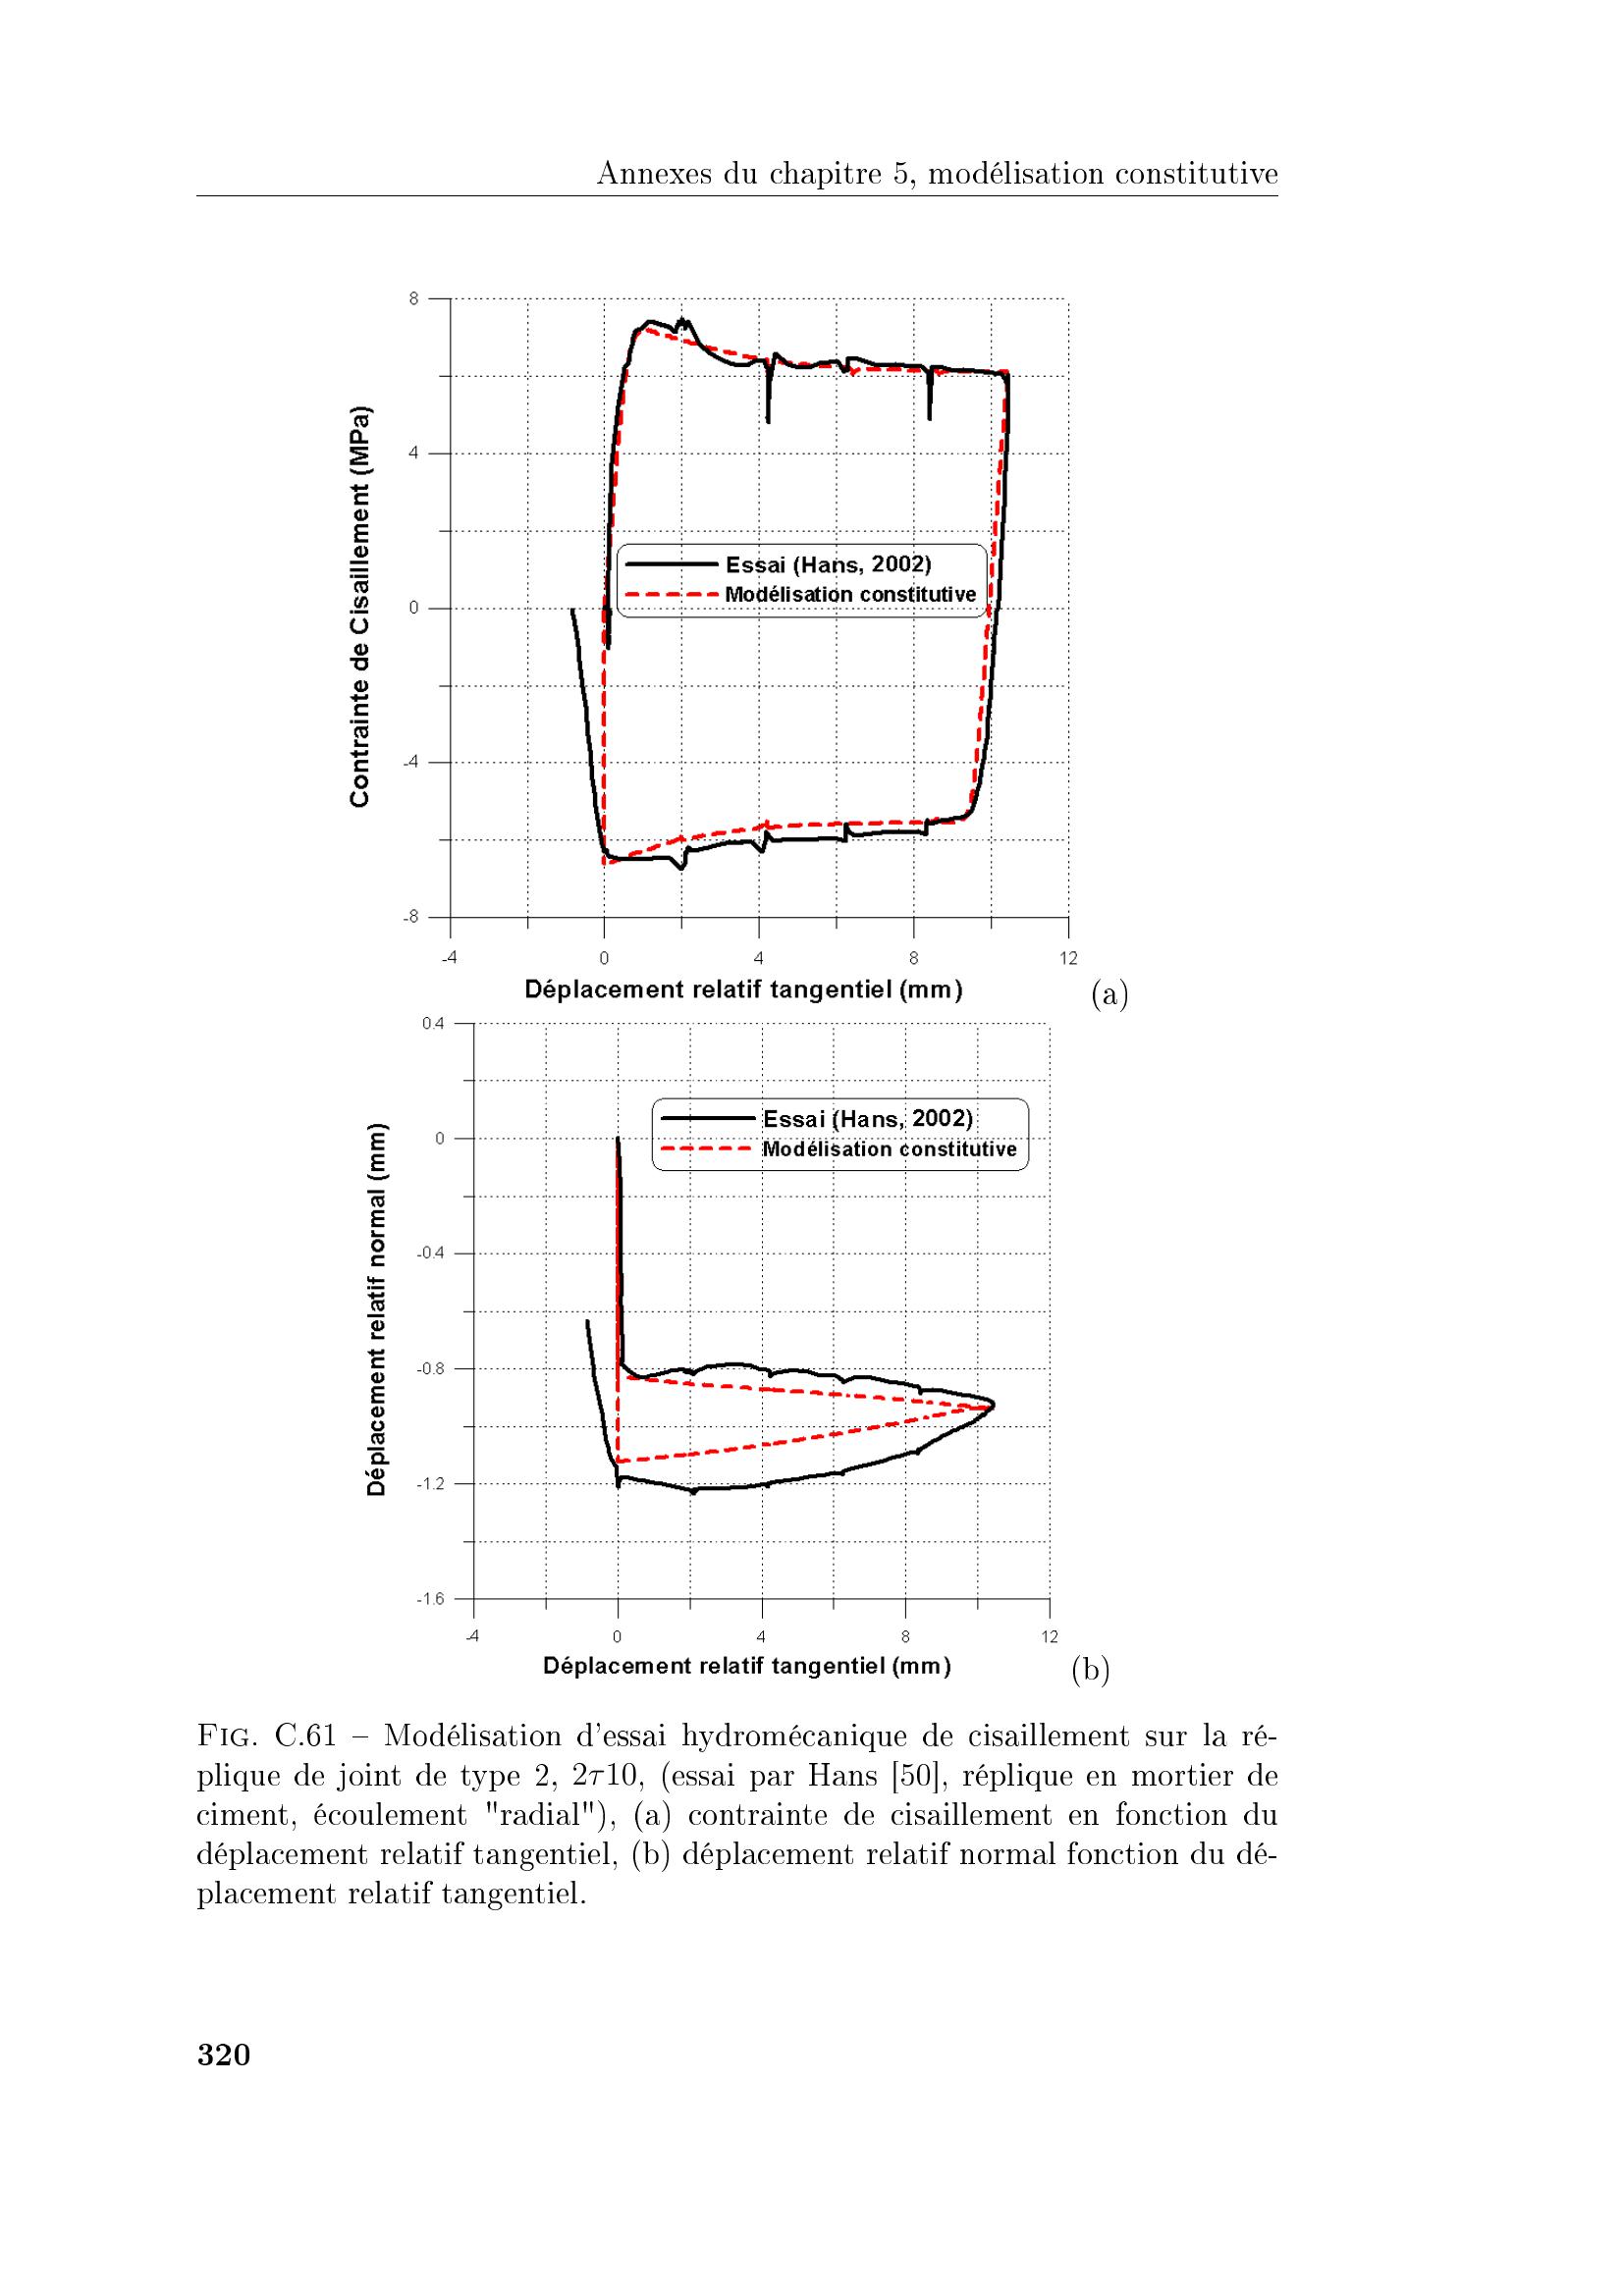 Annexes du chapitre 5, modélisation constitutive
8
4
0
-4
-8
Contrainte de Cisaillement (MPa)
Essai (Hans, 2002)
Modélisation constitutive
-4 0 4 8 12
Déplacement relatif tangentiel (mm)
(a)
0.4
0
-0.4
-0.8
-1.2
-1.6
Déplacement relatif normal (mm)
Essai (Hans, 2002)
Modélisation constitutive
-4 0 4 8 12
Déplacement relatif tangentiel (mm)
(b)
FIG. C.61 – Modélisation d'essai hydromécanique de cisaillement sur la ré-
plique de joint de type 2, 2τ10, (essai par Hans [50], réplique en mortier de
ciment, écoulement "radial"), (a) contrainte de cisaillement en fonction du
déplacement relatif tangentiel, (b) déplacement relatif normal fonction du dé-
placement relatif tangentiel.
320